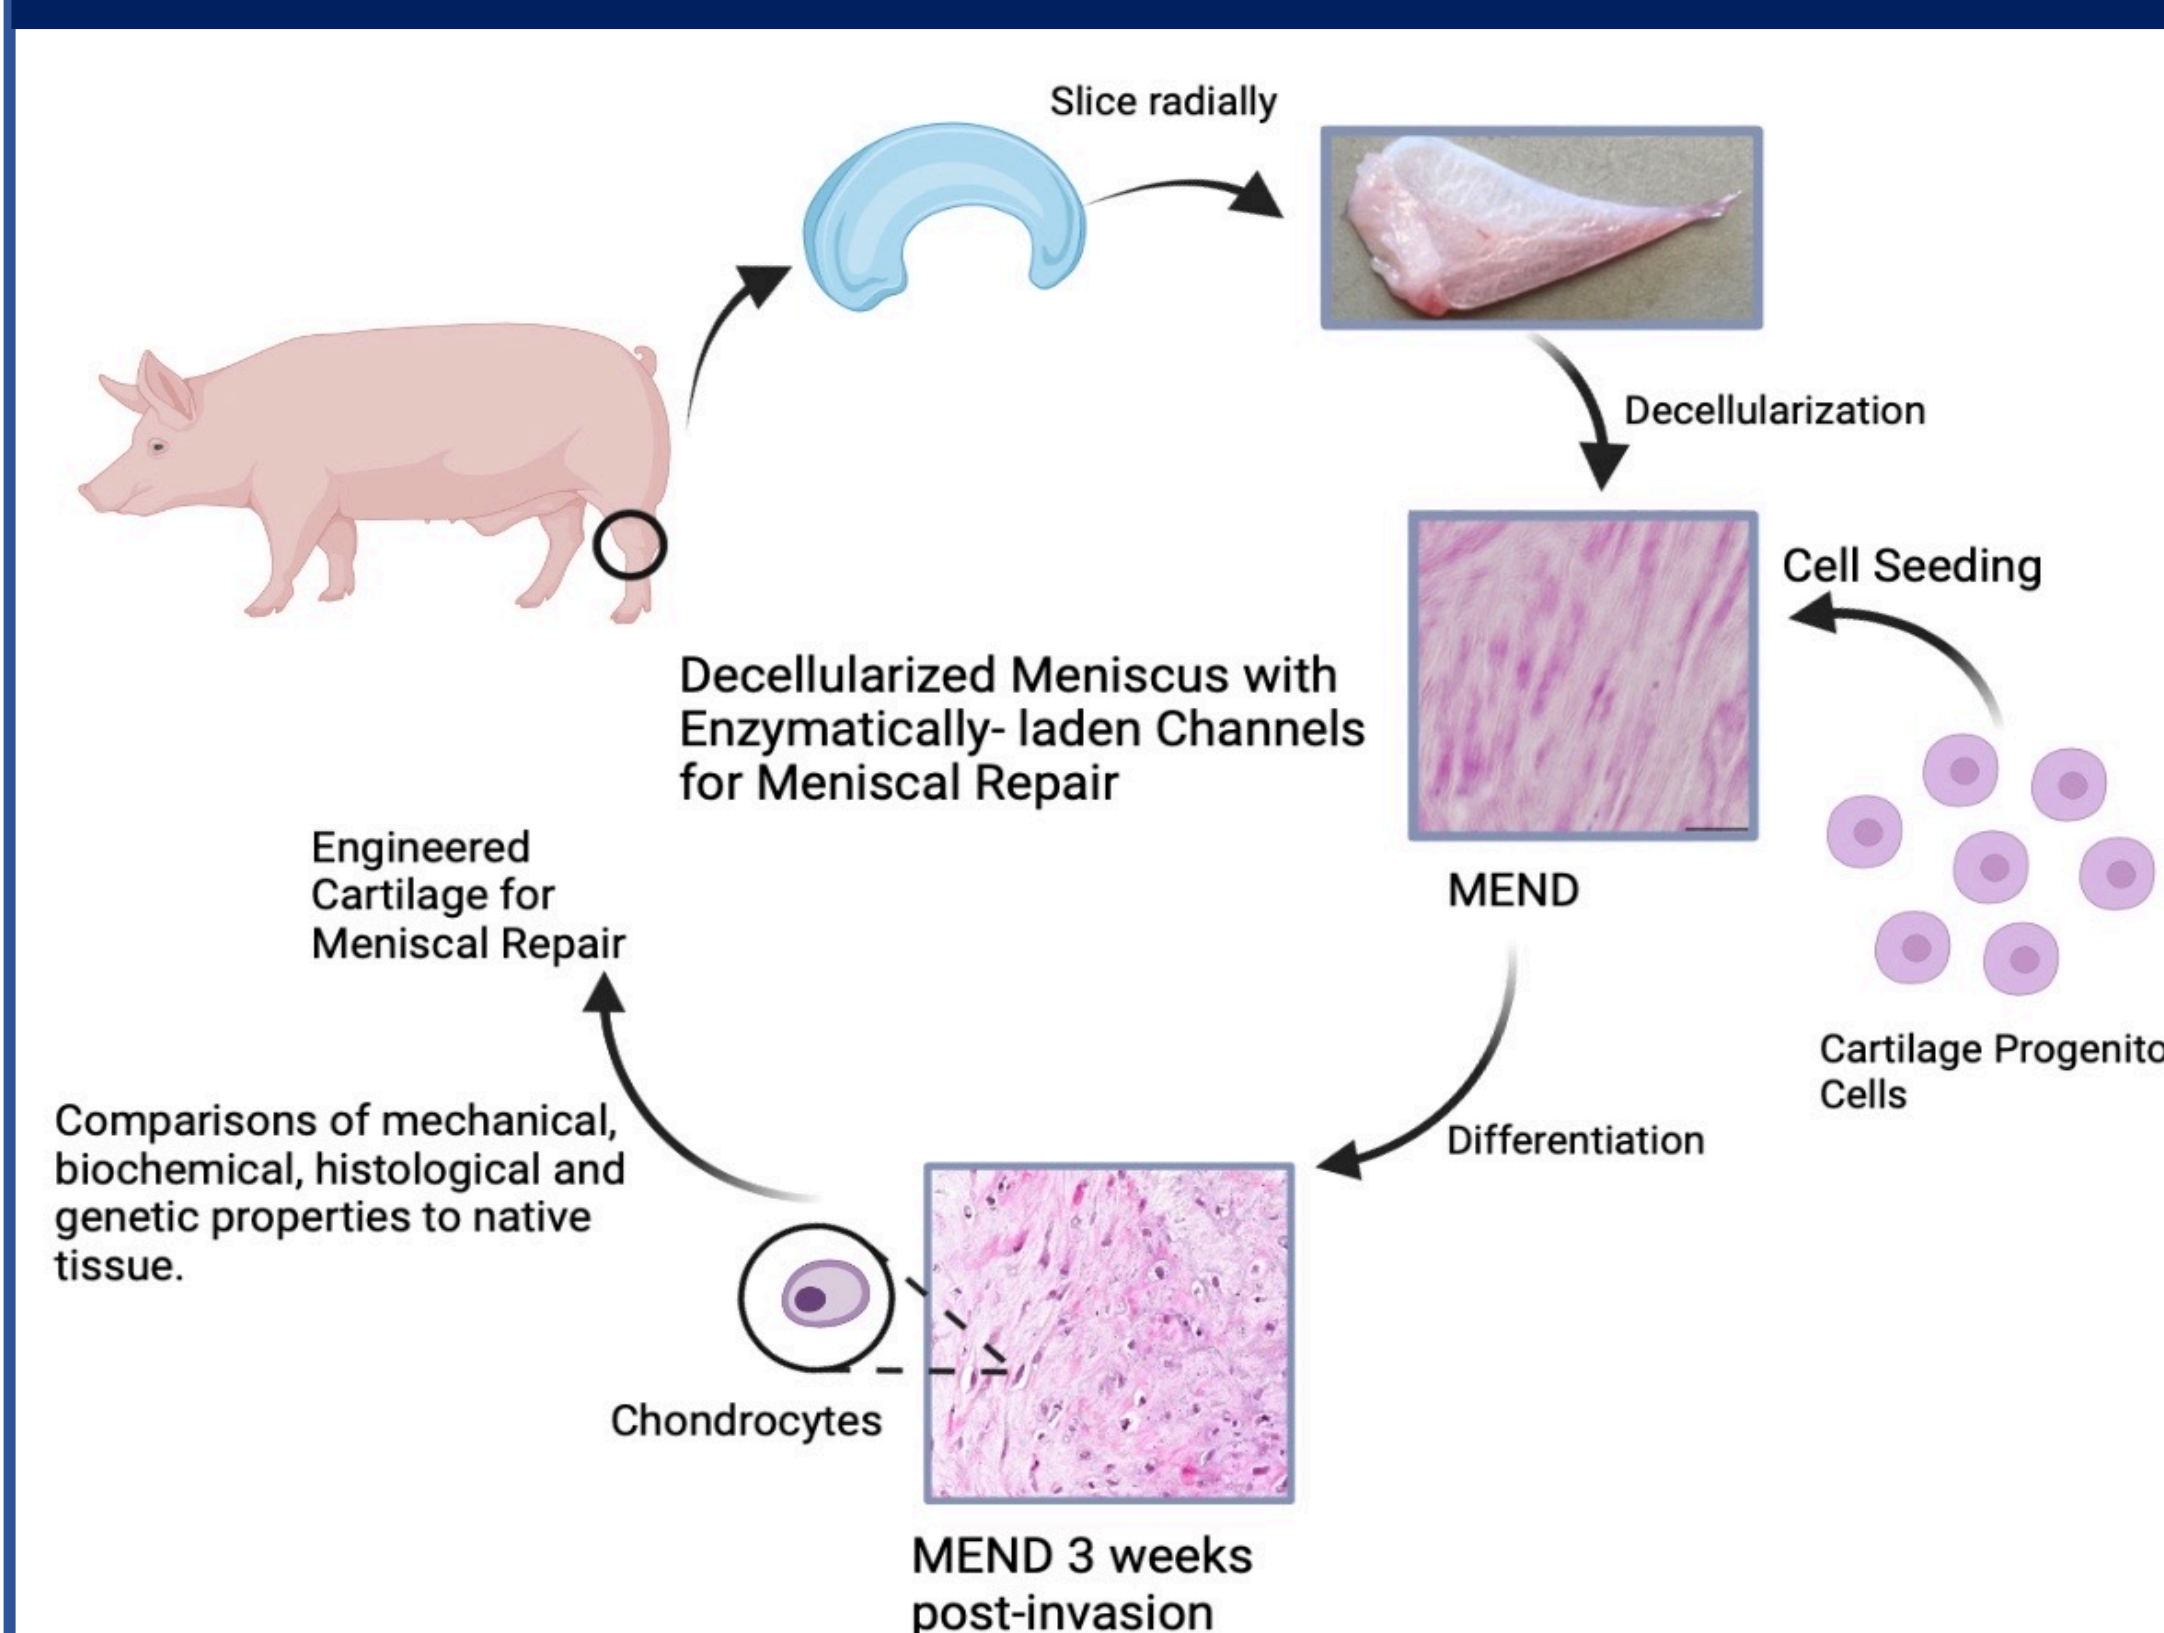 Slice radially
Decellularization
Cell Seeding
Decellularized Meniscus with
Enzymatically- laden Channels
for Meniscal Repair
MEND
Cartilage Progenito
Cells
Differentiation
Engineered
Cartilage for
Meniscal Repair
Comparisons of mechanical,
biochemical, histological and
genetic properties to native
tissue.
Chondrocytes
MEND 3 weeks
post-invasion